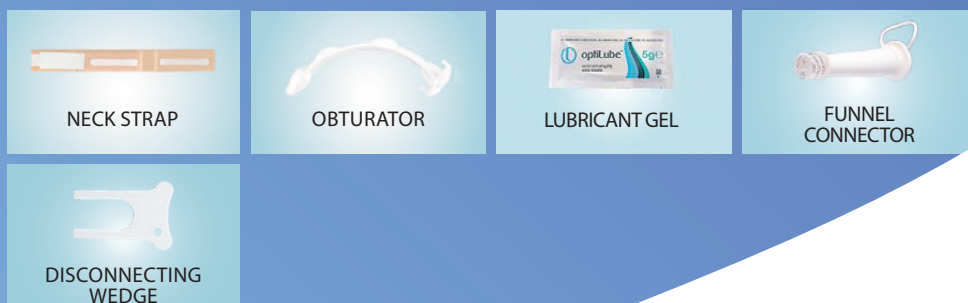 NECK STRAP
OBTURATOR
optiLube
5g℮
LUBRICANT GEL
FUNNEL
CONNECTOR
DISCONNECTING
WEDGE